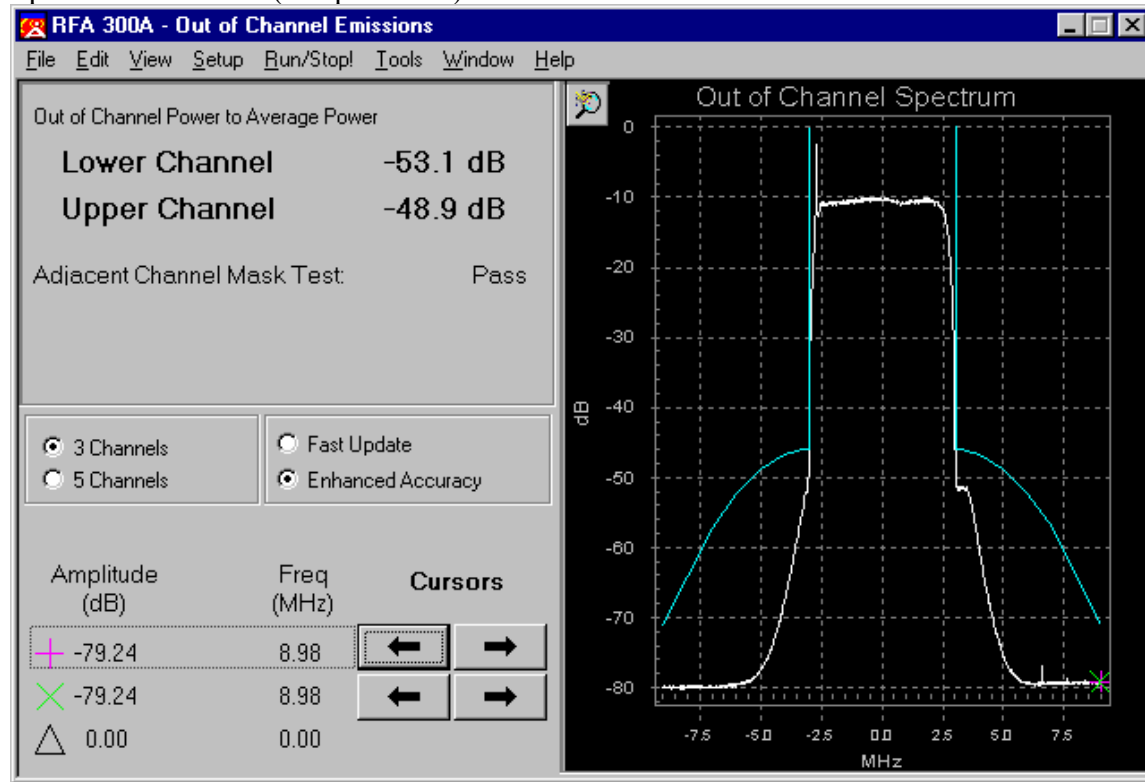 RFA 300A - Out of Channel Emissions
File Edit View Setup Run/Stop! Tools Window Help
Out of Channel Power to Average Power
Lower Channel -53.1 dB
Upper Channel -48.9 dB
Adjacent Channel Mask Test: Pass
3 Channels
5 Channels
Fast Update
Enhanced Accuracy
Amplitude (dB)
Freq (MHz)
Cursors
-79.24 8.98
-79.24 8.98
0.00 0.00
Out of Channel Spectrum
0
-10
-20
-30
-40
-50
-60
-70
-80
dB
-7.5 -5.0 -2.5 0.0 2.5 5.0 7.5
MHz